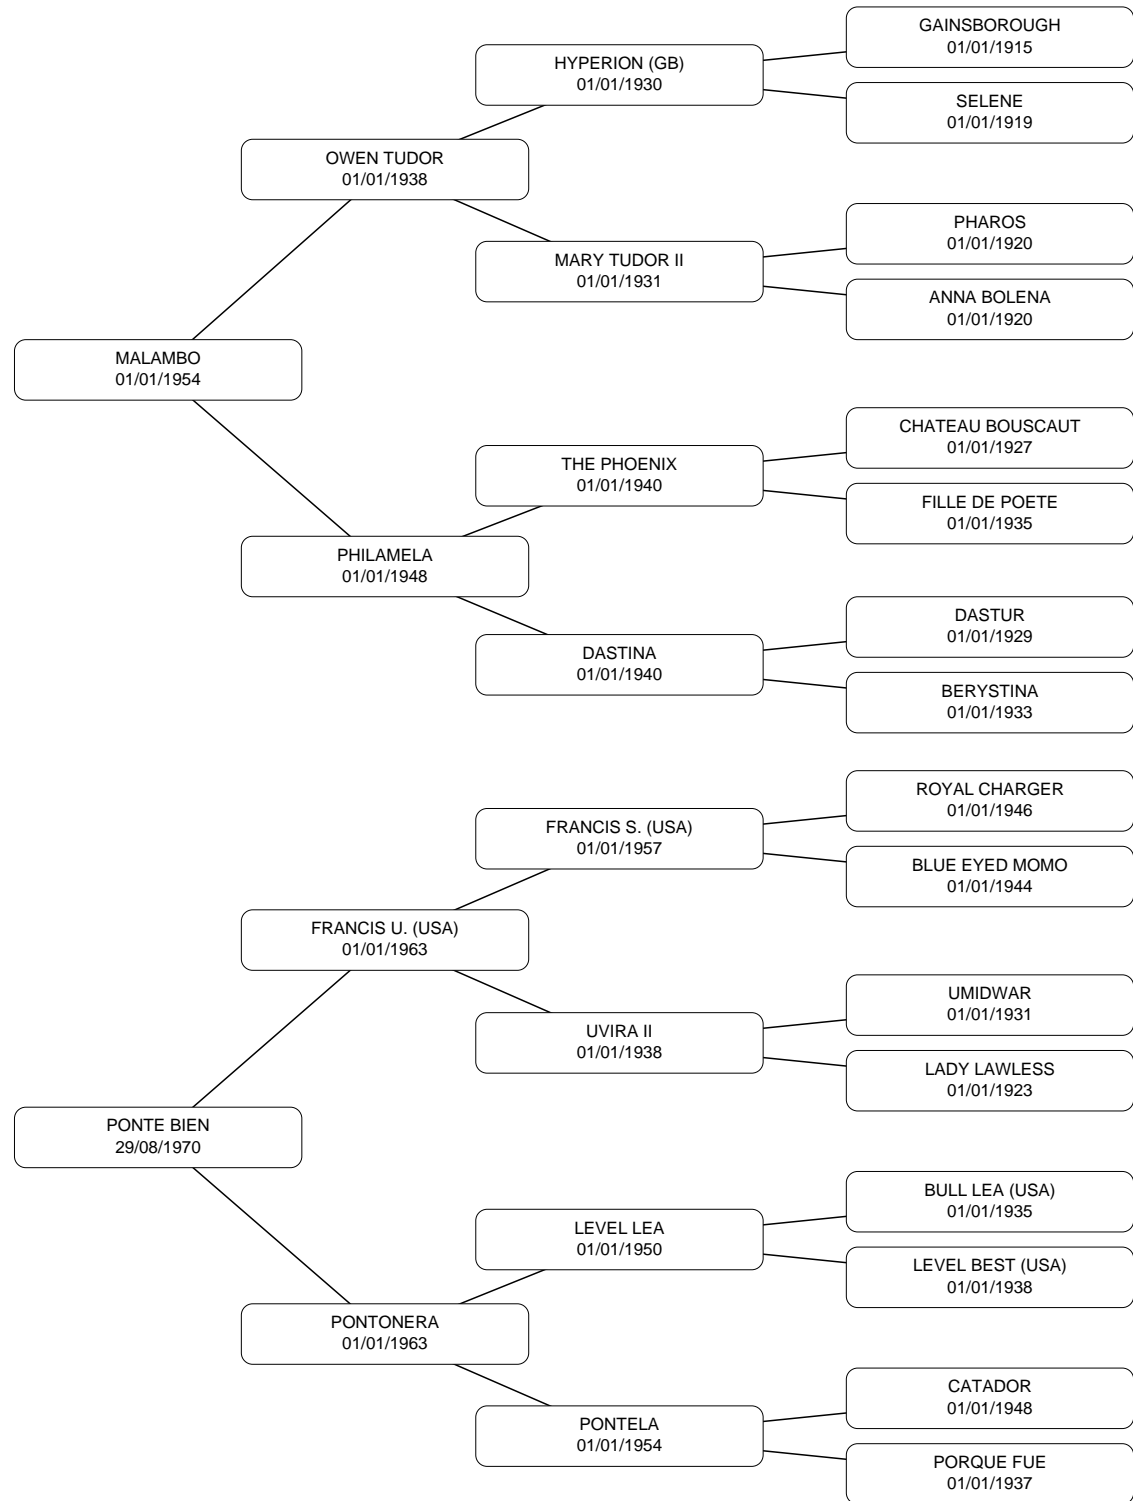 GAINSBOROUGH
01/01/1915
HYPERION (GB)
01/01/1930
SELENE
01/01/1919
OWEN TUDOR
01/01/1938
PHAROS
01/01/1920
MARY TUDOR II
01/01/1931
ANNA BOLENA
01/01/1920
MALAMBO
01/01/1954
CHATEAU BOUSCAUT
01/01/1927
THE PHOENIX
01/01/1940
FILLE DE POETE
01/01/1935
PHILAMELA
01/01/1948
DASTUR
01/01/1929
DASTINA
01/01/1940
BERYSTINA
01/01/1933
ROYAL CHARGER
01/01/1946
FRANCIS S. (USA)
01/01/1957
BLUE EYED MOMO
01/01/1944
FRANCIS U. (USA)
01/01/1963
UMIDWAR
01/01/1931
UVIRA II
01/01/1938
LADY LAWLESS
01/01/1923
PONTE BIEN
29/08/1970
BULL LEA (USA)
01/01/1935
LEVEL LEA
01/01/1950
LEVEL BEST (USA)
01/01/1938
PONTONERA
01/01/1963
CATADOR
01/01/1948
PONTELA
01/01/1954
PORQUE FUE
01/01/1937